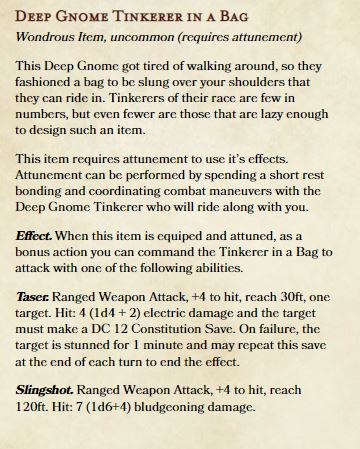 Deep Gnome Tinkerer in a Bag
Wondrous Item, uncommon (requires attunement)
This Deep Gnome got tired of walking around, so they
fashioned a bag to be slung over your shoulders that
they can ride in. Tinkerers of their race are few in
numbers, but even fewer are those that are lazy enough
to design such an item.
This item requires attunement to use it's effects.
Attunement can be performed by spending a short rest
bonding and coordinating combat maneuvers with the
Deep Gnome Tinkerer who will ride along with you.
Effect. When this item is equiped and attuned, as a
bonus action you can command the Tinkerer in a Bag to
attack with one of the following abilities.
Taser. Ranged Weapon Attack, +4 to hit, reach 30ft, one
target. Hit: 4 (1d4 + 2) electric damage and the target
must make a DC 12 Constitution Save. On failure, the
target is stunned for 1 minute and may repeat this save
at the end of each turn to end the effect.
Slingshot. Ranged Weapon Attack, +4 to hit, reach
120ft. Hit: 7 (1d6+4) bludgeoning damage.